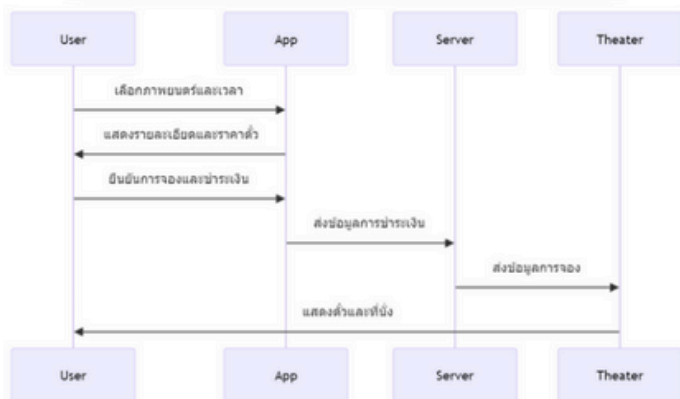 User App Server Theater
เลือกภาพยนตร์และเวลา
แสดงรายละเอียดและราคาตั๋ว
ยืนยันการจองและชำระเงิน
ส่งข้อมูลการชำระเงิน
ส่งข้อมูลการจอง
แสดงตั๋วและที่นั่ง
User App Server Theater